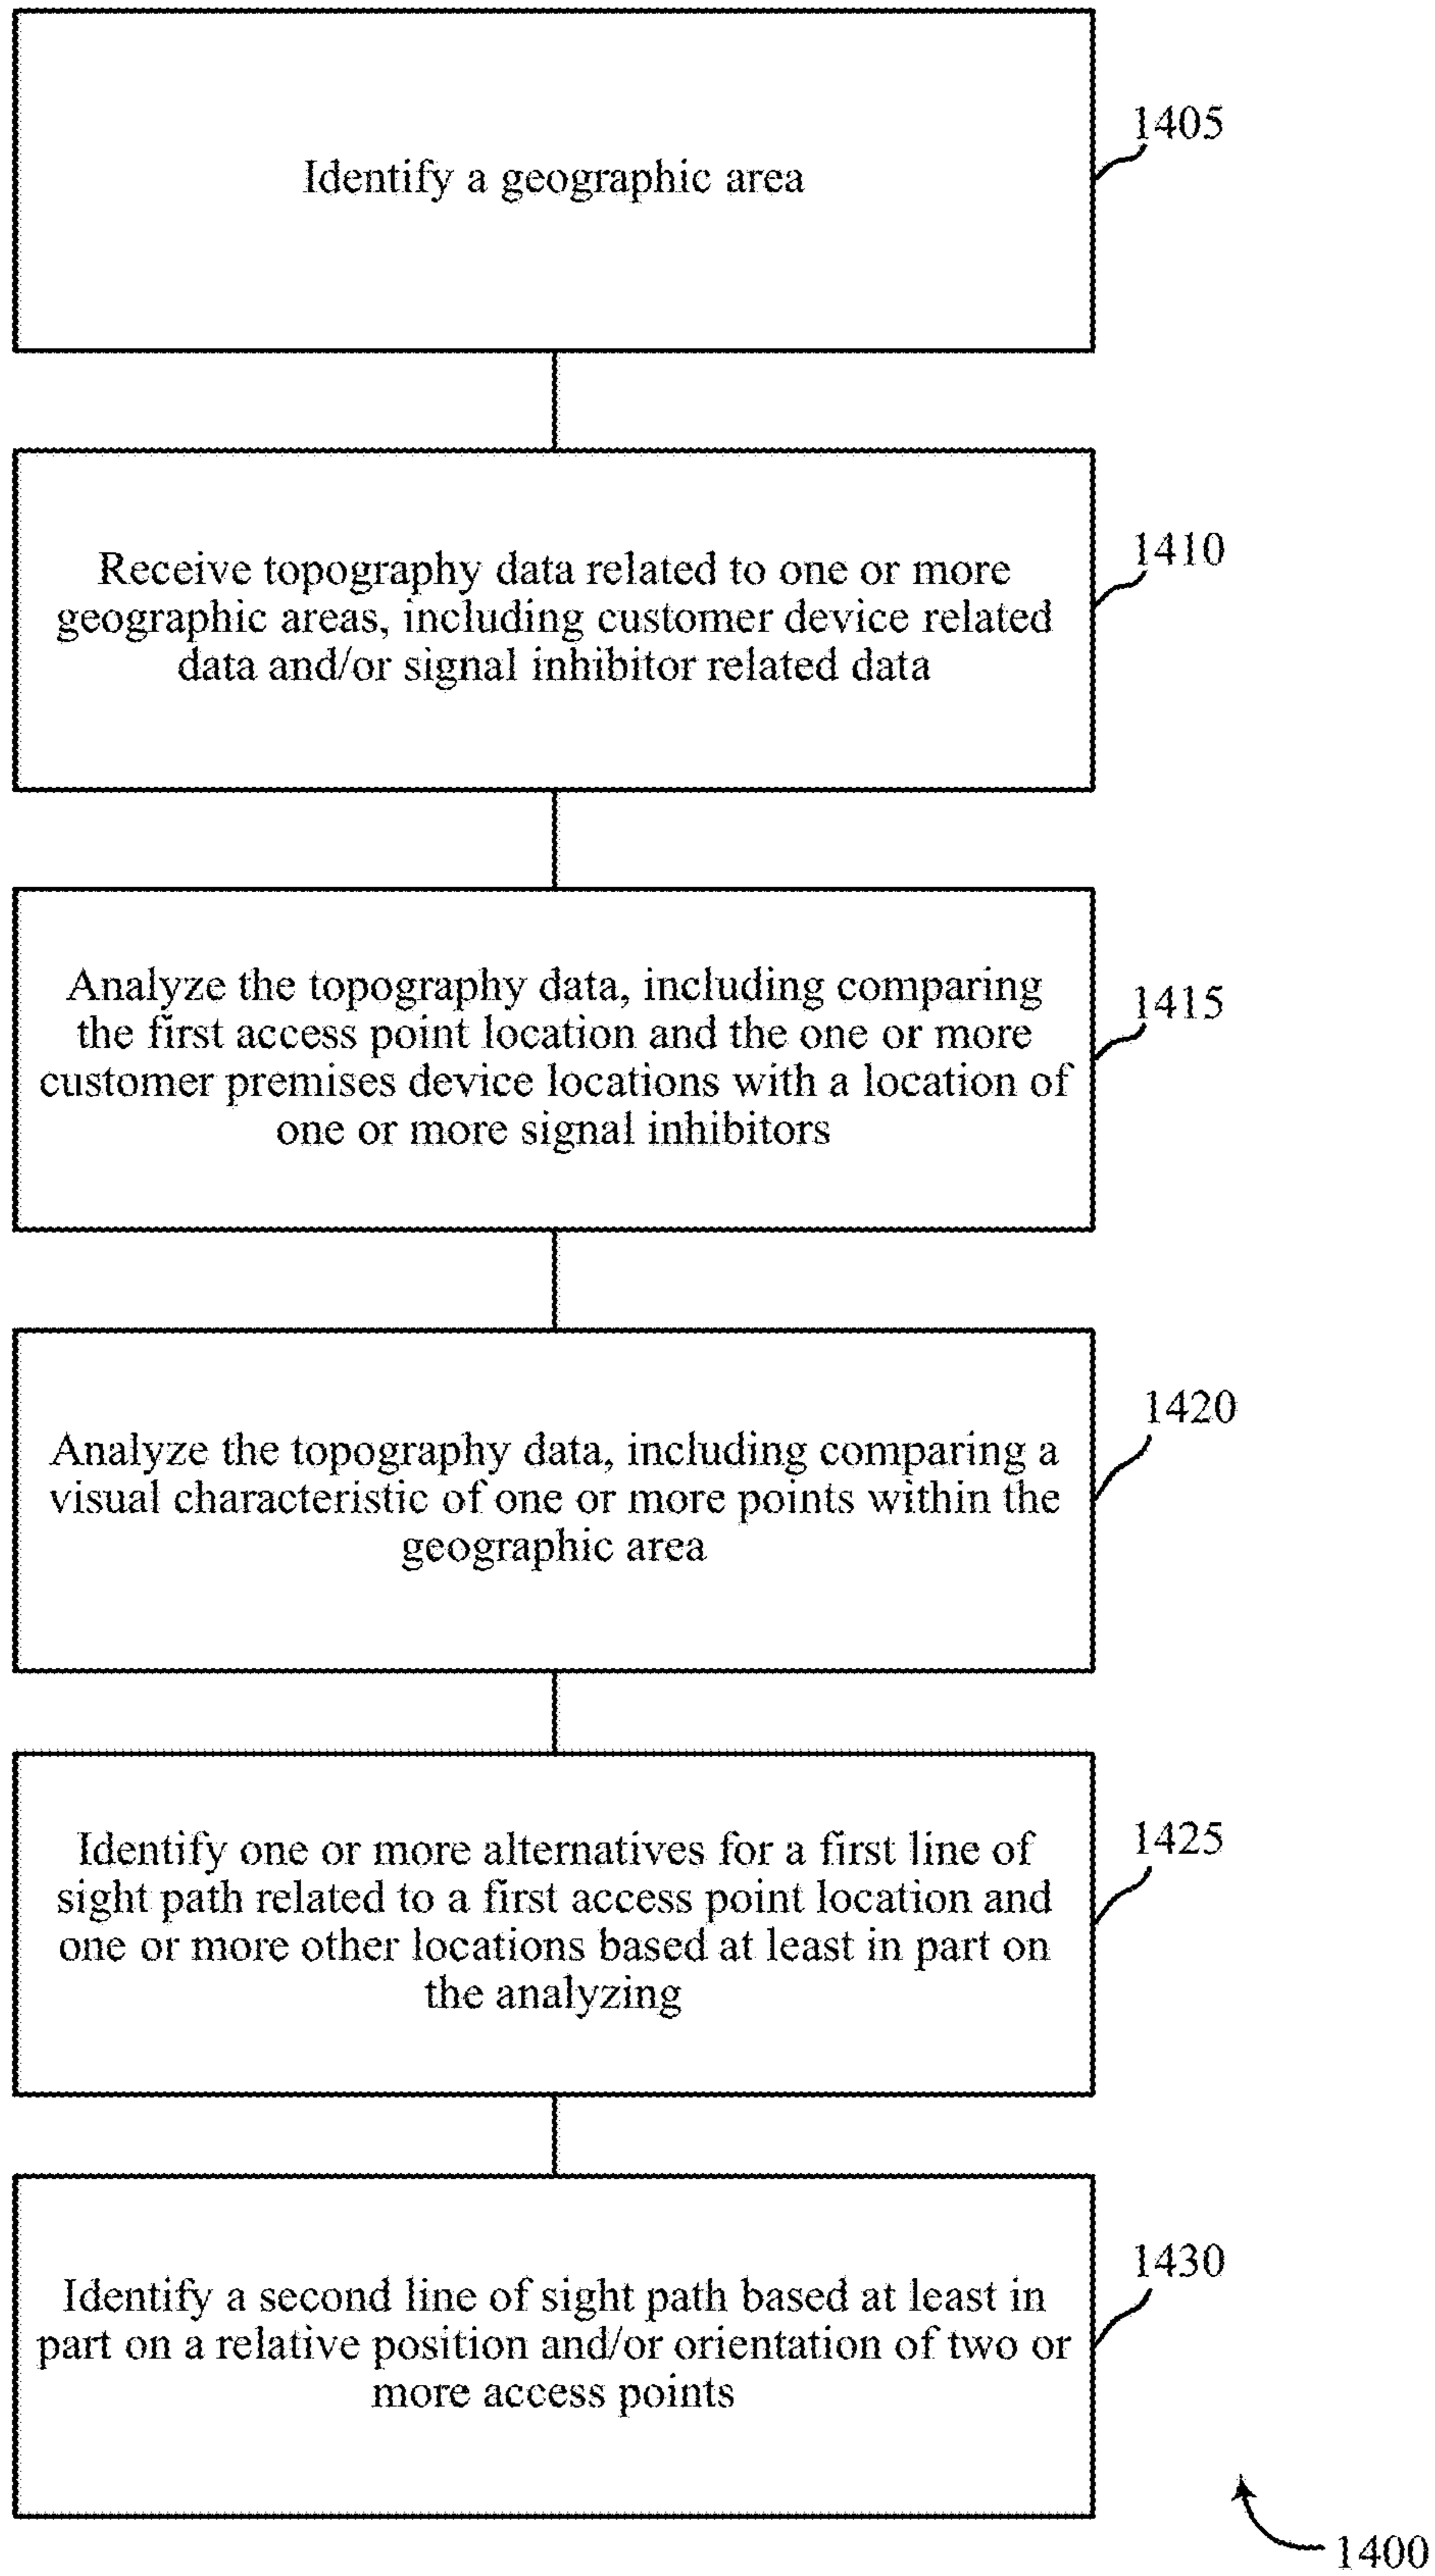 Identify a geographic area
1405
Receive topography data related to one or more
geographic areas, including customer device related
data and/or signal inhibitor related data
1410
Analyze the topography data, including comparing
the first access point location and the one or more
customer premises device locations with a location of
one or more signal inhibitors
1415
Analyze the topography data, including comparing a
visual characteristic of one or more points within the
geographic area
1420
Identify one or more alternatives for a first line of
sight path related to a first access point location and
one or more other locations based at least in part on
the analyzing
1425
Identify a second line of sight path based at least in
part on a relative position and/or orientation of two or
more access points
1430
1400